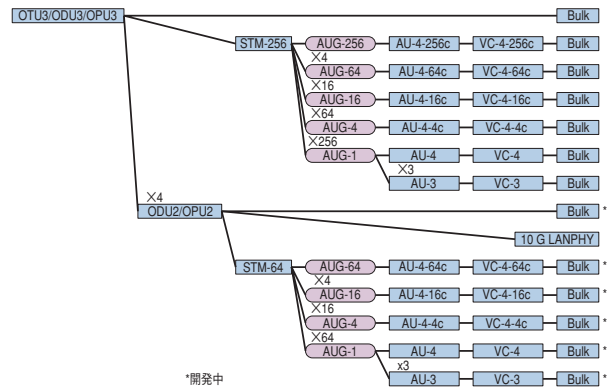 OTU3/ODU3/OPU3 Bulk
STM-256 AUG-256 AU-4-256c VC-4-256c Bulk
×4
AUG-64 AU-4-64c VC-4-64c Bulk
×16
AUG-16 AU-4-16c VC-4-16c Bulk
×64
AUG-4 AU-4-4c VC-4-4c Bulk
×256
AUG-1 AU-4 VC-4 Bulk
×3
AU-3 VC-3 Bulk
×4
ODU2/OPU2 Bulk *
10 G LANPHY
STM-64 AUG-64 AU-4-64c VC-4-64c Bulk *
×4
AUG-16 AU-4-16c VC-4-16c Bulk *
×16
AUG-4 AU-4-4c VC-4-4c Bulk *
×64
AUG-1 AU-4 VC-4 Bulk *
x3
*開発中 AU-3 VC-3 Bulk *